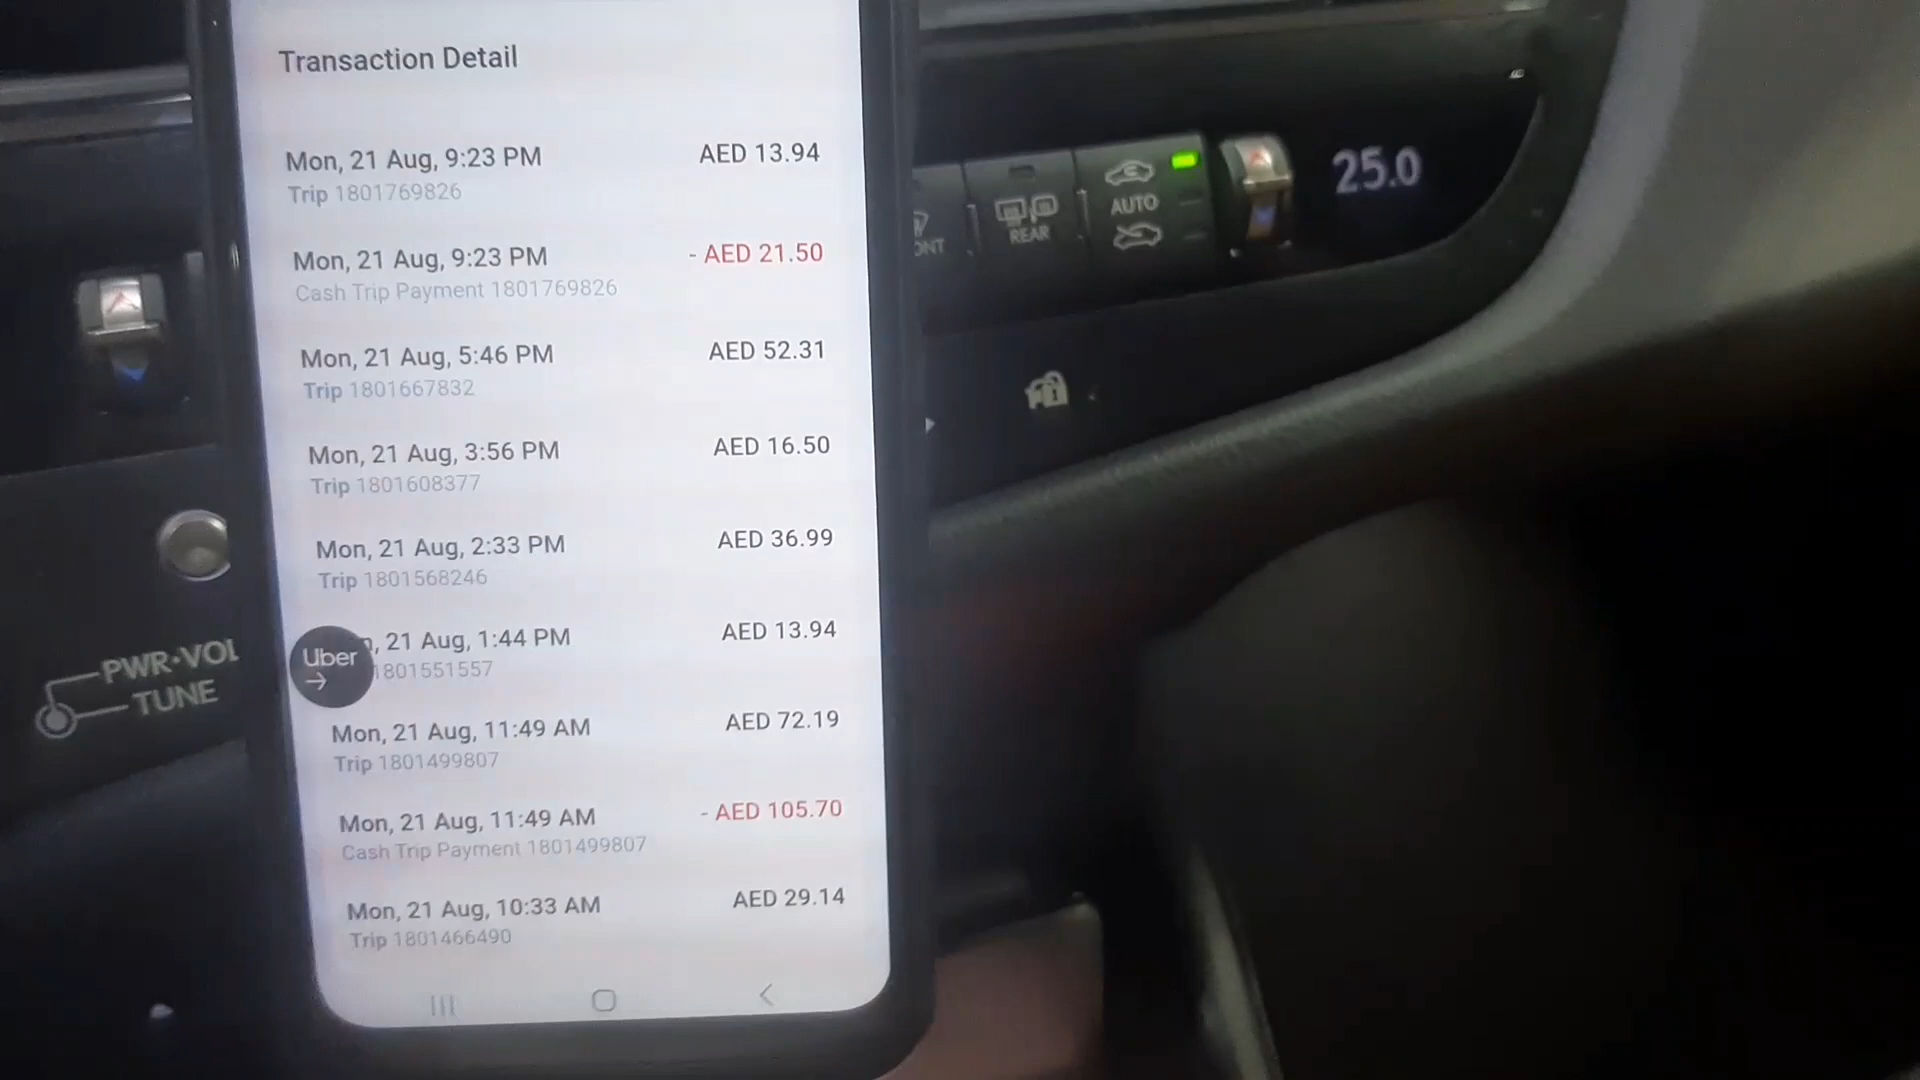 Transaction Detail
Mon, 21 Aug, 9:23 PM AED 13.94
Trip 1801769826
Mon, 21 Aug, 9:23 PM - AED 21.50
Cash Trip Payment 1801769826
Mon, 21 Aug, 5:46 PM AED 52.31
Trip 1801667832
Mon, 21 Aug, 3:56 PM AED 16.50
Trip 1801608377
Mon, 21 Aug, 2:33 PM AED 36.99
Trip 1801568246
, 21 Aug, 1:44 PM AED 13.94
1801551557
Uber
Mon, 21 Aug, 11:49 AM AED 72.19
Trip 1801499807
Mon, 21 Aug, 11:49 AM - AED 105.70
Cash Trip Payment 1801499807
Mon, 21 Aug, 10:33 AM AED 29.14
Trip 1801466490
REAR
AUTO
25.0
PWR·VOL
TUNE